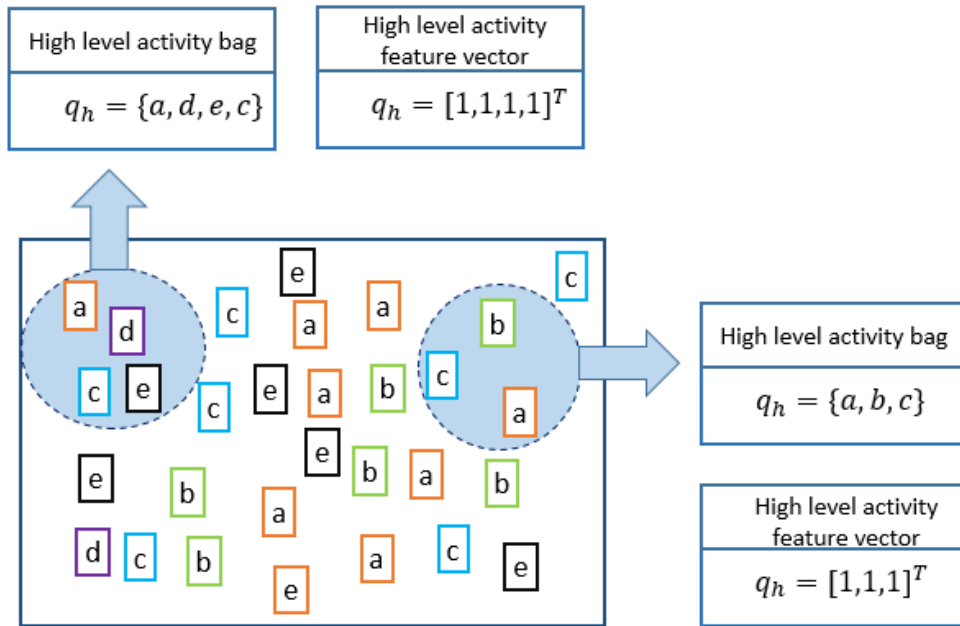 High level activity bag
q_h = {a, d, e, c}
High level activity
feature vector
q_h = [1,1,1,1]^T
e
c
a
c
a
b
d
a
c
c
e
c
e
a
b
a
e
b
a
e
b
b
a
d
c
b
a
c
e
e
High level activity bag
q_h = {a, b, c}
High level activity
feature vector
q_h = [1,1,1]^T